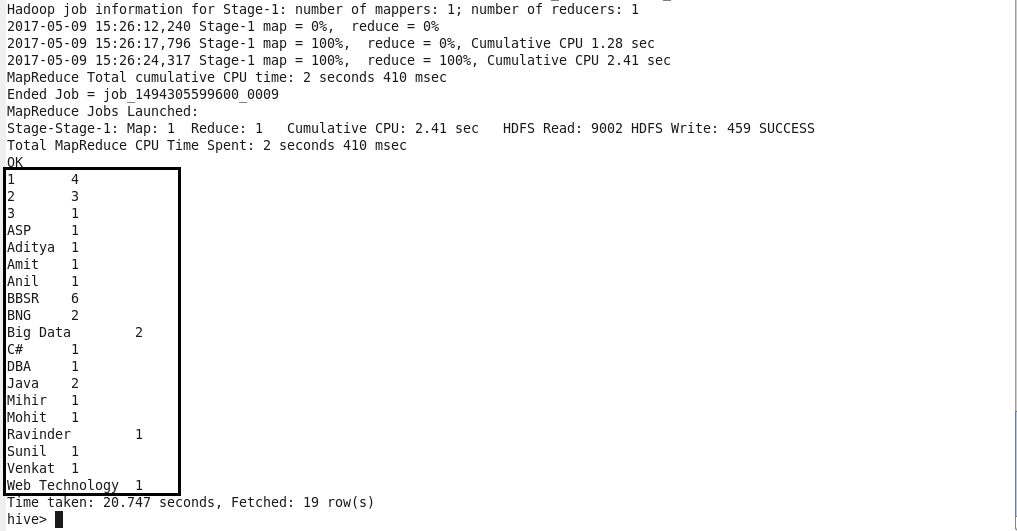 Hadoop job information for Stage-1: number of mappers: 1; number of reducers: 1
2017-05-09 15:26:12,240 Stage-1 map = 0%,  reduce = 0%
2017-05-09 15:26:17,796 Stage-1 map = 100%,  reduce = 0%, Cumulative CPU 1.28 sec
2017-05-09 15:26:24,317 Stage-1 map = 100%,  reduce = 100%, Cumulative CPU 2.41 sec
MapReduce Total cumulative CPU time: 2 seconds 410 msec
Ended Job = job_1494305599600_0009
MapReduce Jobs Launched:
Stage-Stage-1: Map: 1  Reduce: 1   Cumulative CPU: 2.41 sec   HDFS Read: 9002 HDFS Write: 459 SUCCESS
Total MapReduce CPU Time Spent: 2 seconds 410 msec
OK
1       4
2       3
3       1
ASP     1
Aditya  1
Amit    1
Anil    1
BBSR    6
BNG     2
Big Data        2
C#      1
DBA     1
Java    2
Mihir   1
Mohit   1
Ravinder        1
Sunil   1
Venkat  1
Web Technology  1
Time taken: 20.747 seconds, Fetched: 19 row(s)
hive>